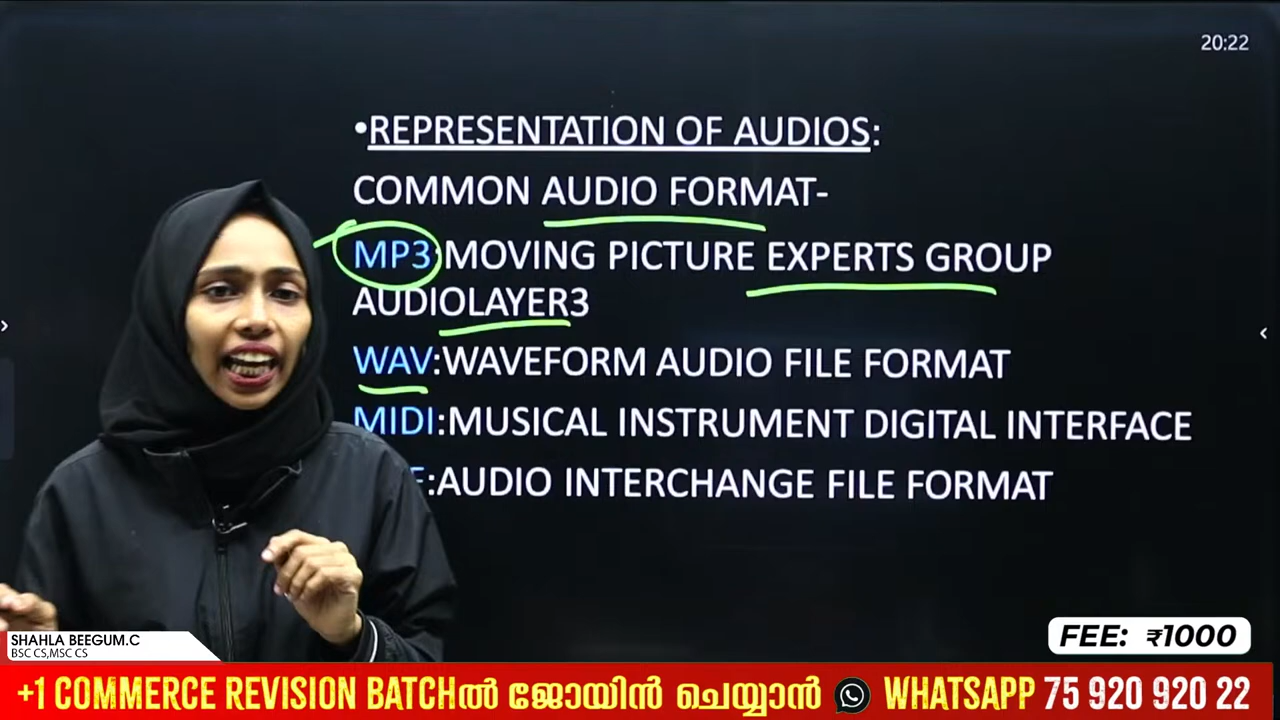 20:22
•REPRESENTATION OF AUDIOS:
COMMON AUDIO FORMAT-
MP3:MOVING PICTURE EXPERTS GROUP
AUDIOLAYER3
WAV:WAVEFORM AUDIO FILE FORMAT
MIDI:MUSICAL INSTRUMENT DIGITAL INTERFACE
F:AUDIO INTERCHANGE FILE FORMAT
SHAHLA BEEGUM.C
BSC CS,MSC CS
FEE: ₹1000
+1 COMMERCE REVISION BATCHൽ ജോയിൻ ചെയ്യാൻ WHATSAPP 75 920 920 22